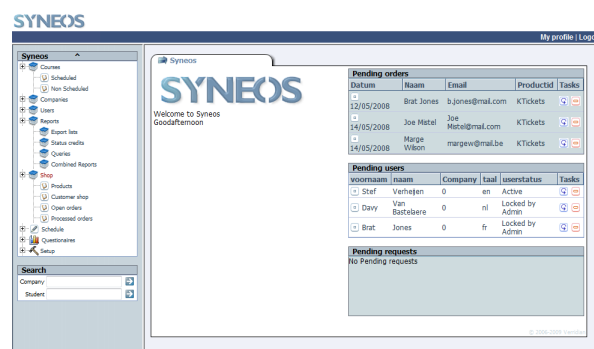 SYNEOS
My profile | Logo
Syneos ^
Courses
Scheduled
Non Scheduled
Companies
Users
Reports
Export lists
Status credits
Queries
Combined Reports
Shop
Products
Customer shop
Open orders
Processed orders
Schedule
Questionaires
Setup
Search
Company
Student
Syneos
SYNEOS
Welcome to Syneos
Goodafternoon
Pending orders
Datum Naam Email Productid Tasks
12/05/2008 Brat Jones b.jones@mail.com KTickets
14/05/2008 Joe Mistel Joe Mistel@mail.com KTickets
14/05/2008 Marge Wilson margew@mail.be KTickets
Pending users
voornaam naam Company taal userstatus Tasks
Stef Verheijen 0 en Active
Davy Van Bastelaere 0 nl Locked by Admin
Brat Jones 0 fr Locked by Admin
Pending requests
No Pending requests